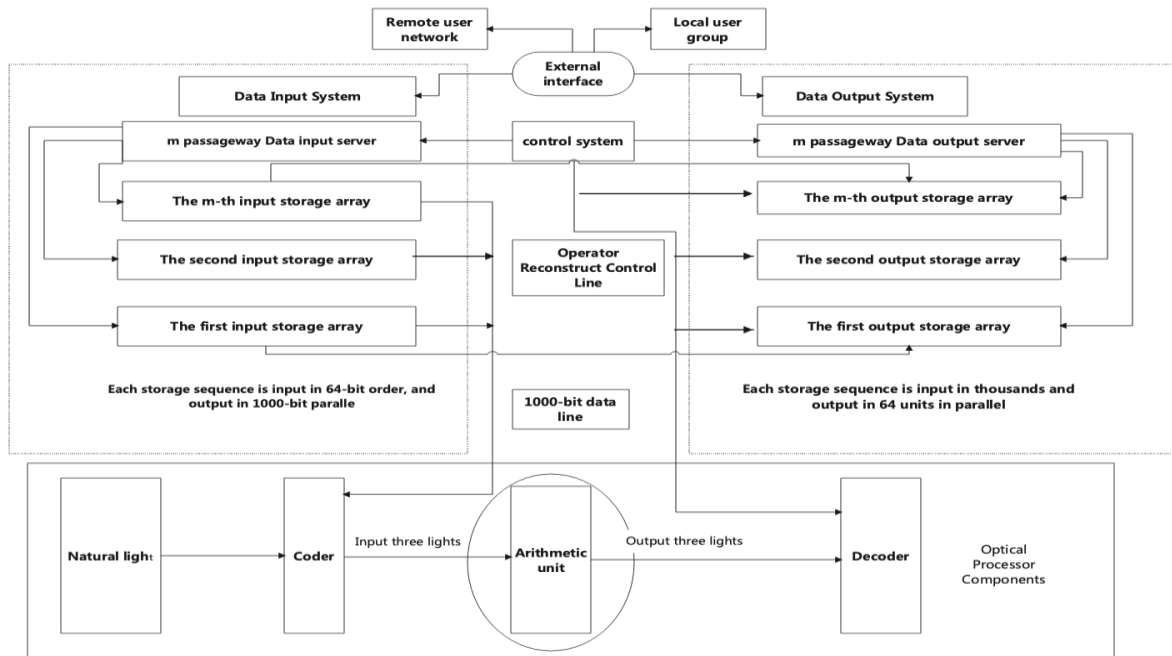 Remote user
network
Local user
group
External
interface
Data Input System
Data Output System
m passageway Data input server
control system
m passageway Data output server
The m-th input storage array
The m-th output storage array
The second input storage array
Operator
Reconstruct Control
Line
The second output storage array
The first input storage array
The first output storage array
Each storage sequence is input in 64-bit order, and
output in 1000-bit paralle
Each storage sequence is input in thousands and
output in 64 units in parallel
1000-bit data
line
Natural light
Coder
Input three lights
Arithmetic
unit
Output three lights
Decoder
Optical
Processor
Components